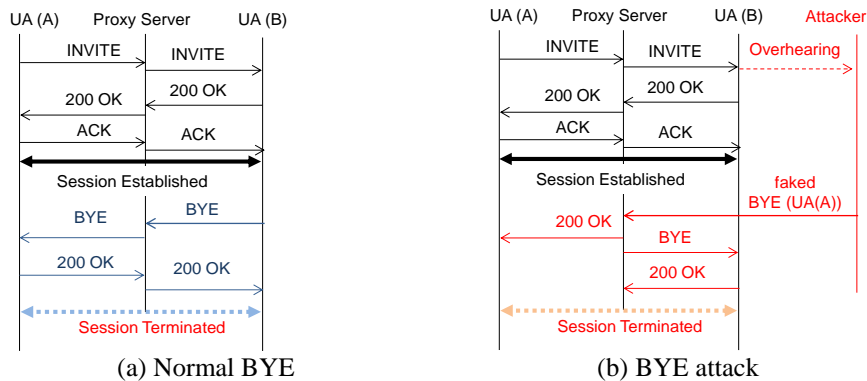 UA (A) Proxy Server UA (B)
INVITE
INVITE
200 OK
200 OK
ACK
ACK
Session Established
BYE
BYE
200 OK
200 OK
Session Terminated
(a) Normal BYE
UA (A) Proxy Server UA (B) Attacker
INVITE
INVITE
Overhearing
200 OK
200 OK
ACK
ACK
Session Established
faked
BYE (UA(A))
200 OK
BYE
200 OK
Session Terminated
(b) BYE attack